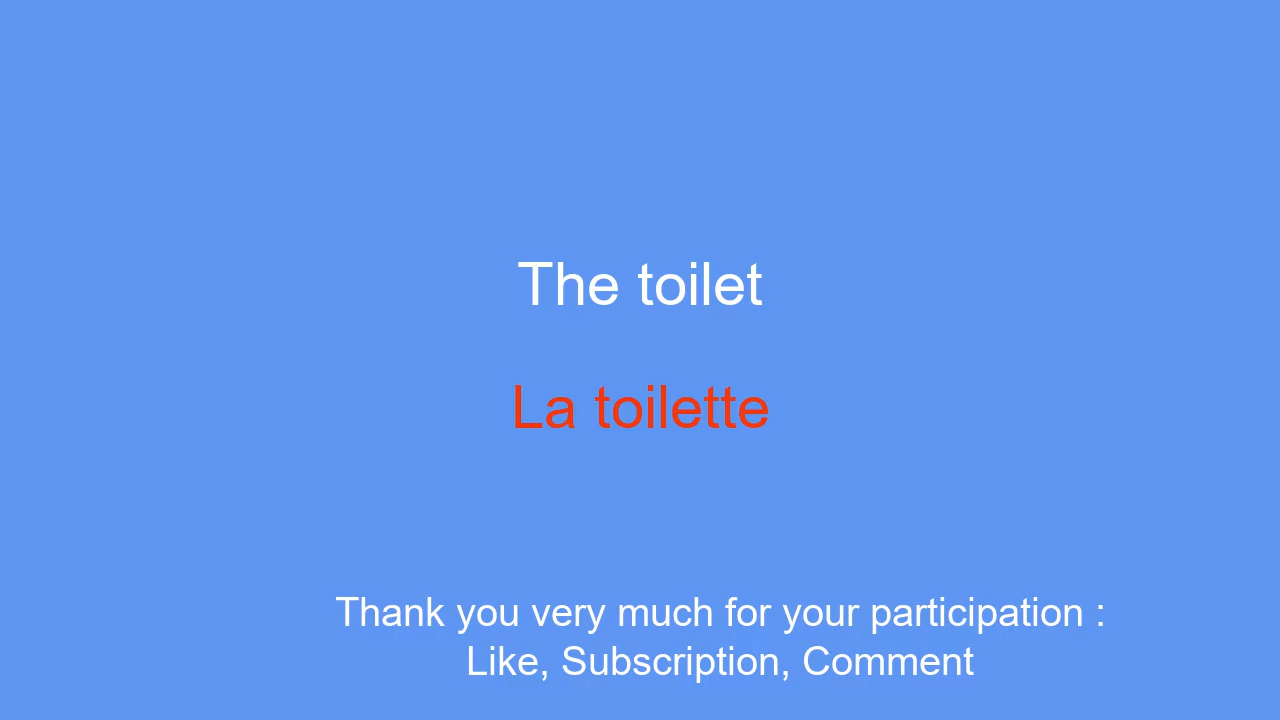 The toilet
La toilette
Thank you very much for your participation :
Like, Subscription, Comment